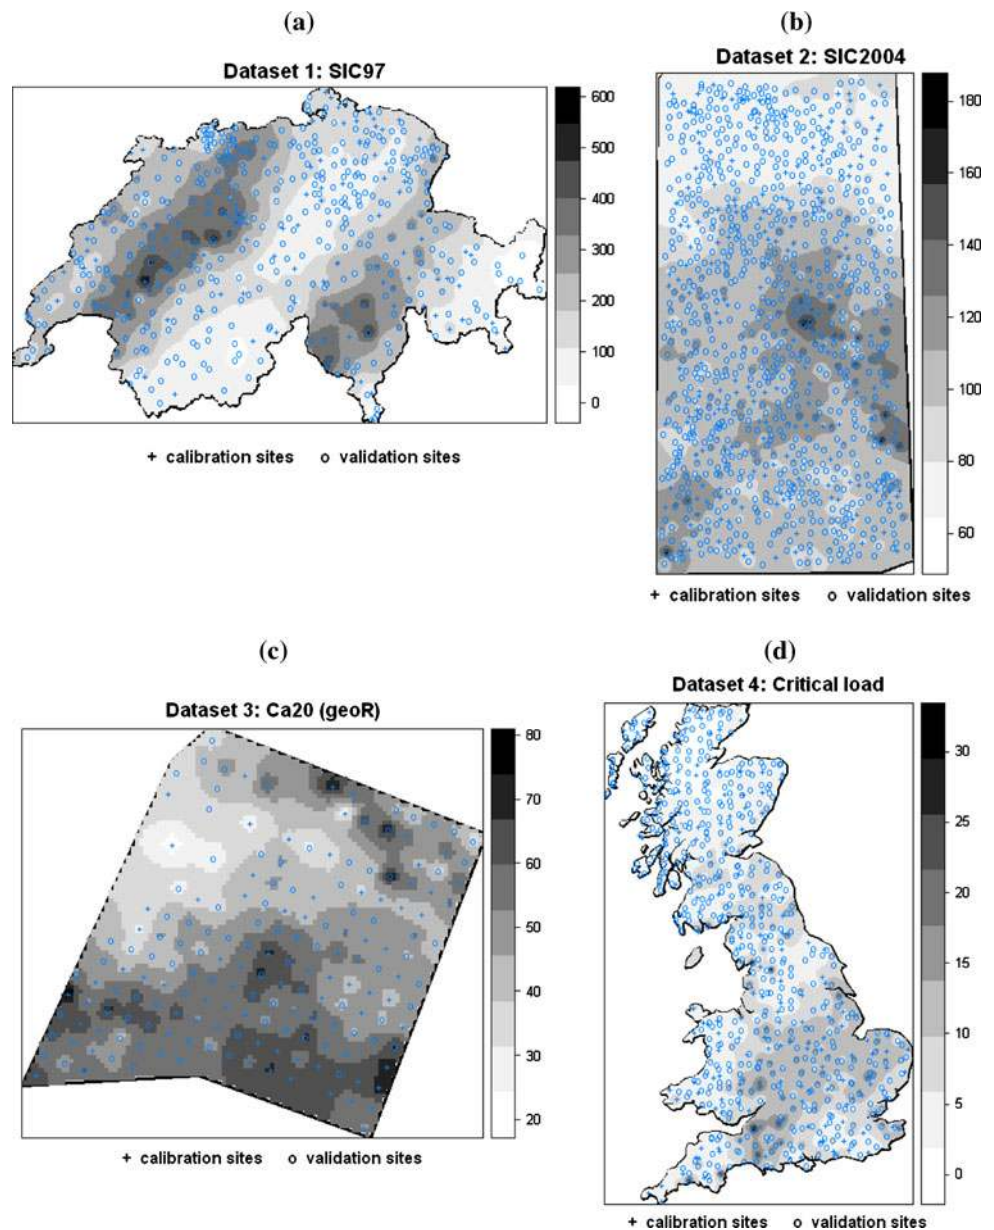 (a)
Dataset 1: SIC97
600
500
400
300
200
100
0
+ calibration sites o validation sites
(b)
Dataset 2: SIC2004
180
160
140
120
100
80
60
+ calibration sites o validation sites
(c)
Dataset 3: Ca20 (geoR)
80
70
60
50
40
30
20
+ calibration sites o validation sites
(d)
Dataset 4: Critical load
30
25
20
15
10
5
0
+ calibration sites o validation sites